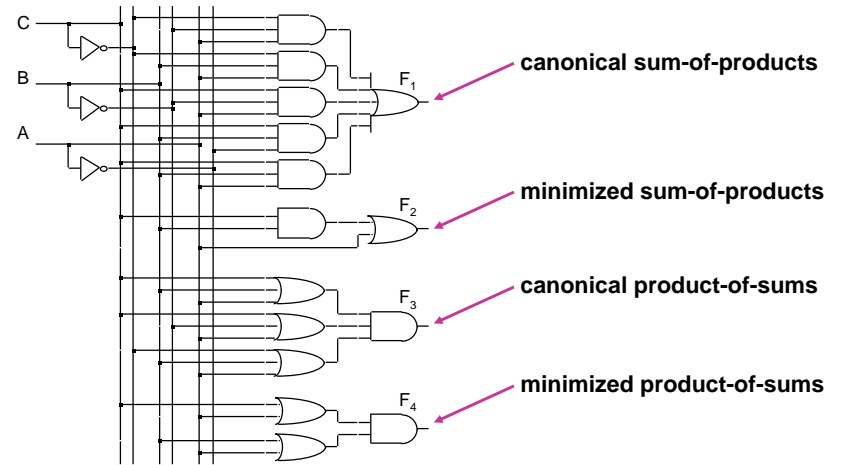 C
F₁
canonical sum-of-products
B
A
minimized sum-of-products
F₂
canonical product-of-sums
F₃
minimized product-of-sums
F₄